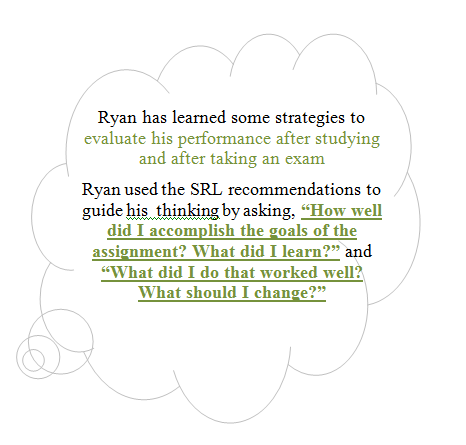 Ryan has learned some strategies to
evaluate his performance after studying
and after taking an exam
Ryan used the SRL recommendations to
guide his  thinking by asking, “How well
did I accomplish the goals of the
assignment? What did I learn?” and
“What did I do that worked well?
What should I change?”